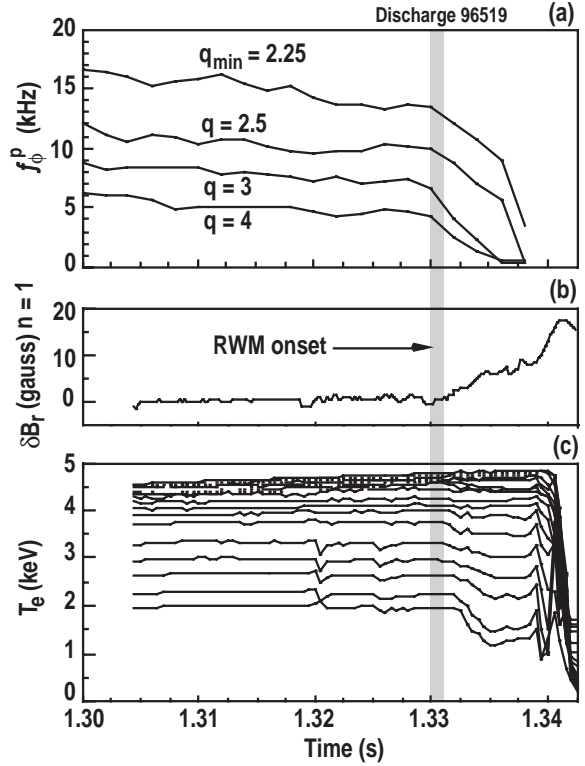 Discharge 96519
(a)
20
15
10
5
0
f_ϕ^p (kHz)
q_min = 2.25
q = 2.5
q = 3
q = 4
(b)
20
10
0
δB_r (gauss) n = 1
RWM onset
(c)
5
4
3
2
1
0
T_e (keV)
1.30 1.31 1.32 1.33 1.34
Time (s)